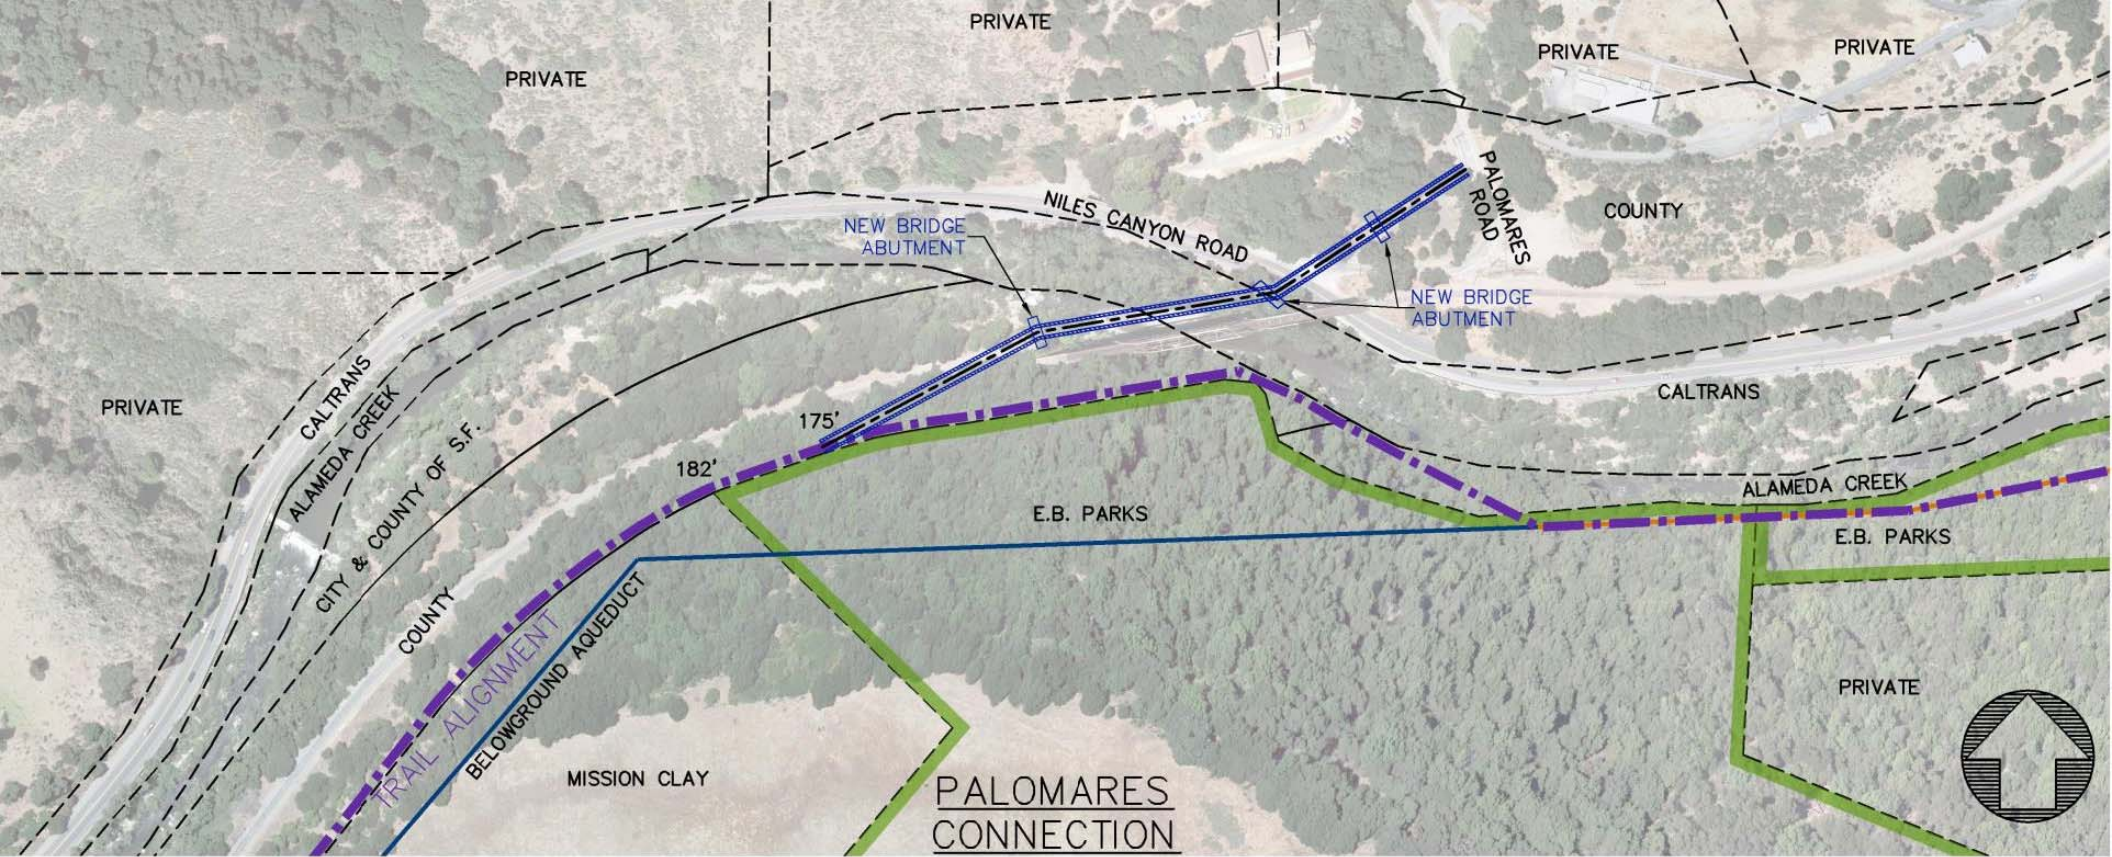 PRIVATE
PRIVATE
PRIVATE
PRIVATE
PALOMARES
ROAD
NILES CANYON ROAD
COUNTY
NEW BRIDGE
ABUTMENT
NEW BRIDGE
ABUTMENT
PRIVATE
CALTRANS
ALAMEDA CREEK
CITY & COUNTY OF S.F.
175'
182'
CALTRANS
ALAMEDA CREEK
E.B. PARKS
E.B. PARKS
COUNTY
TRAIL ALIGNMENT
BELOWGROUND AQUEDUCT
PRIVATE
MISSION CLAY
PALOMARES
CONNECTION